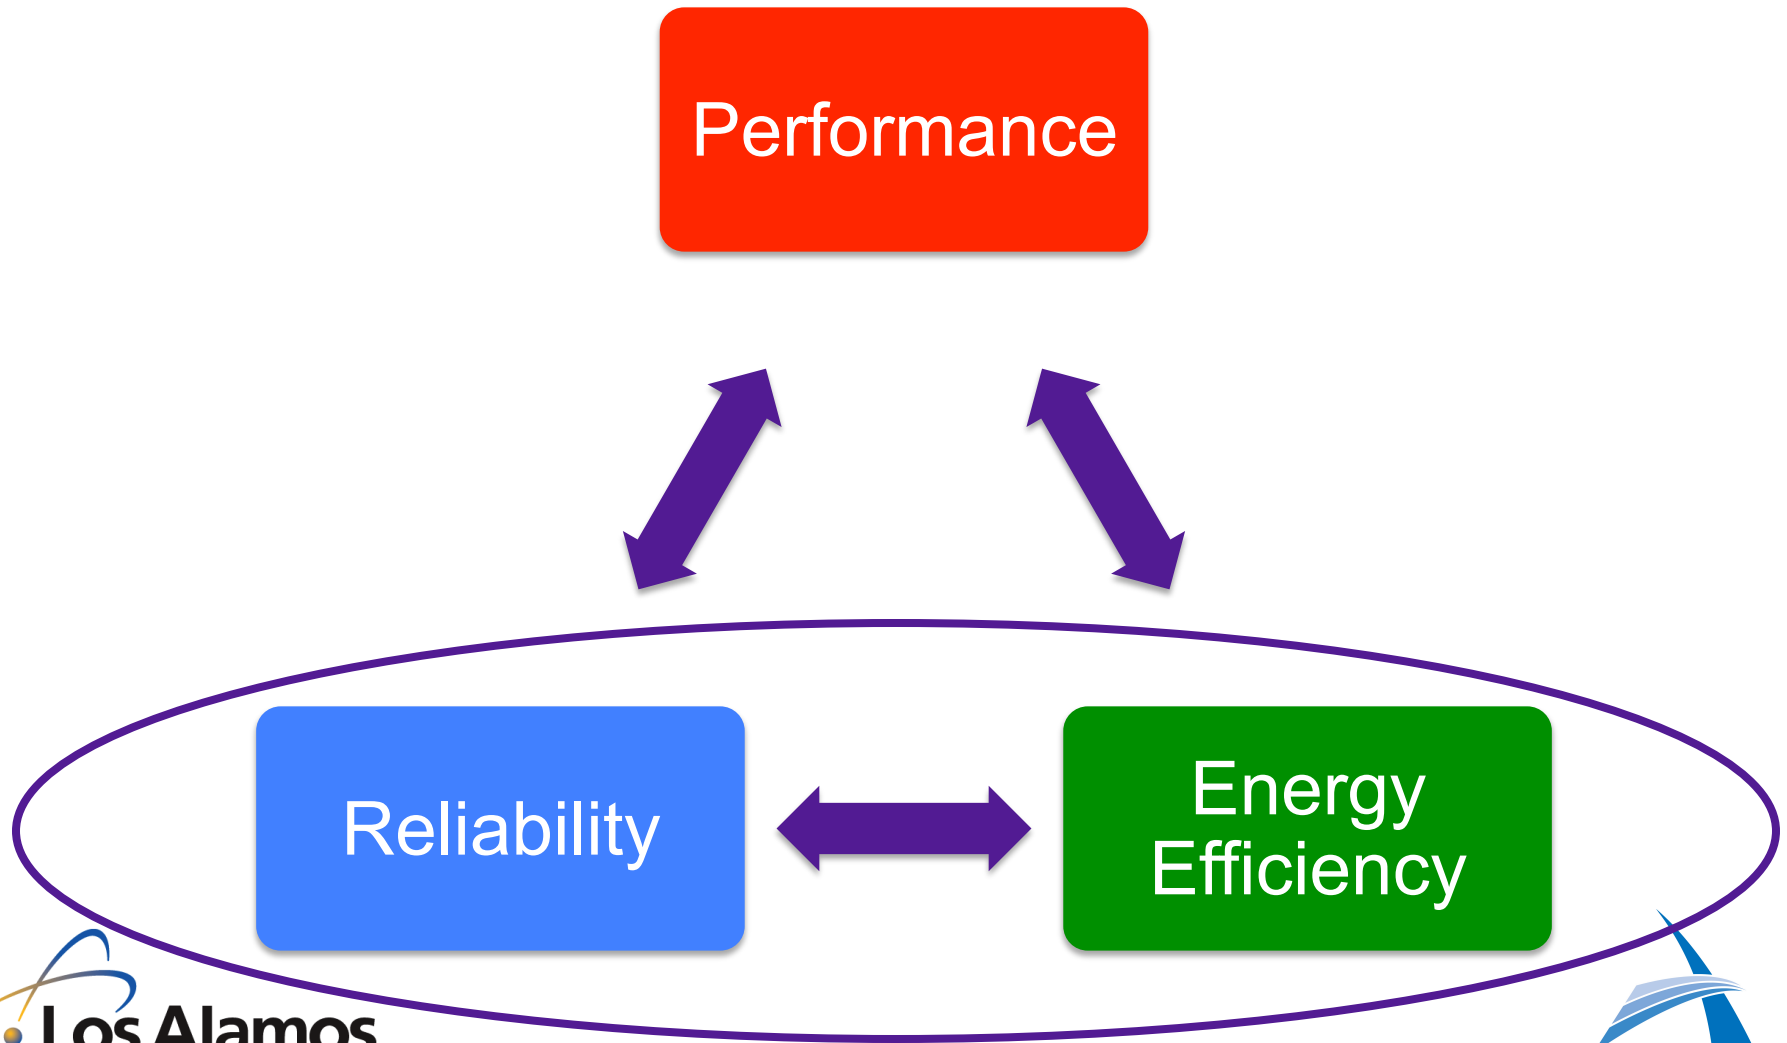 Performance
Reliability
Energy
Efficiency
Los Alamos